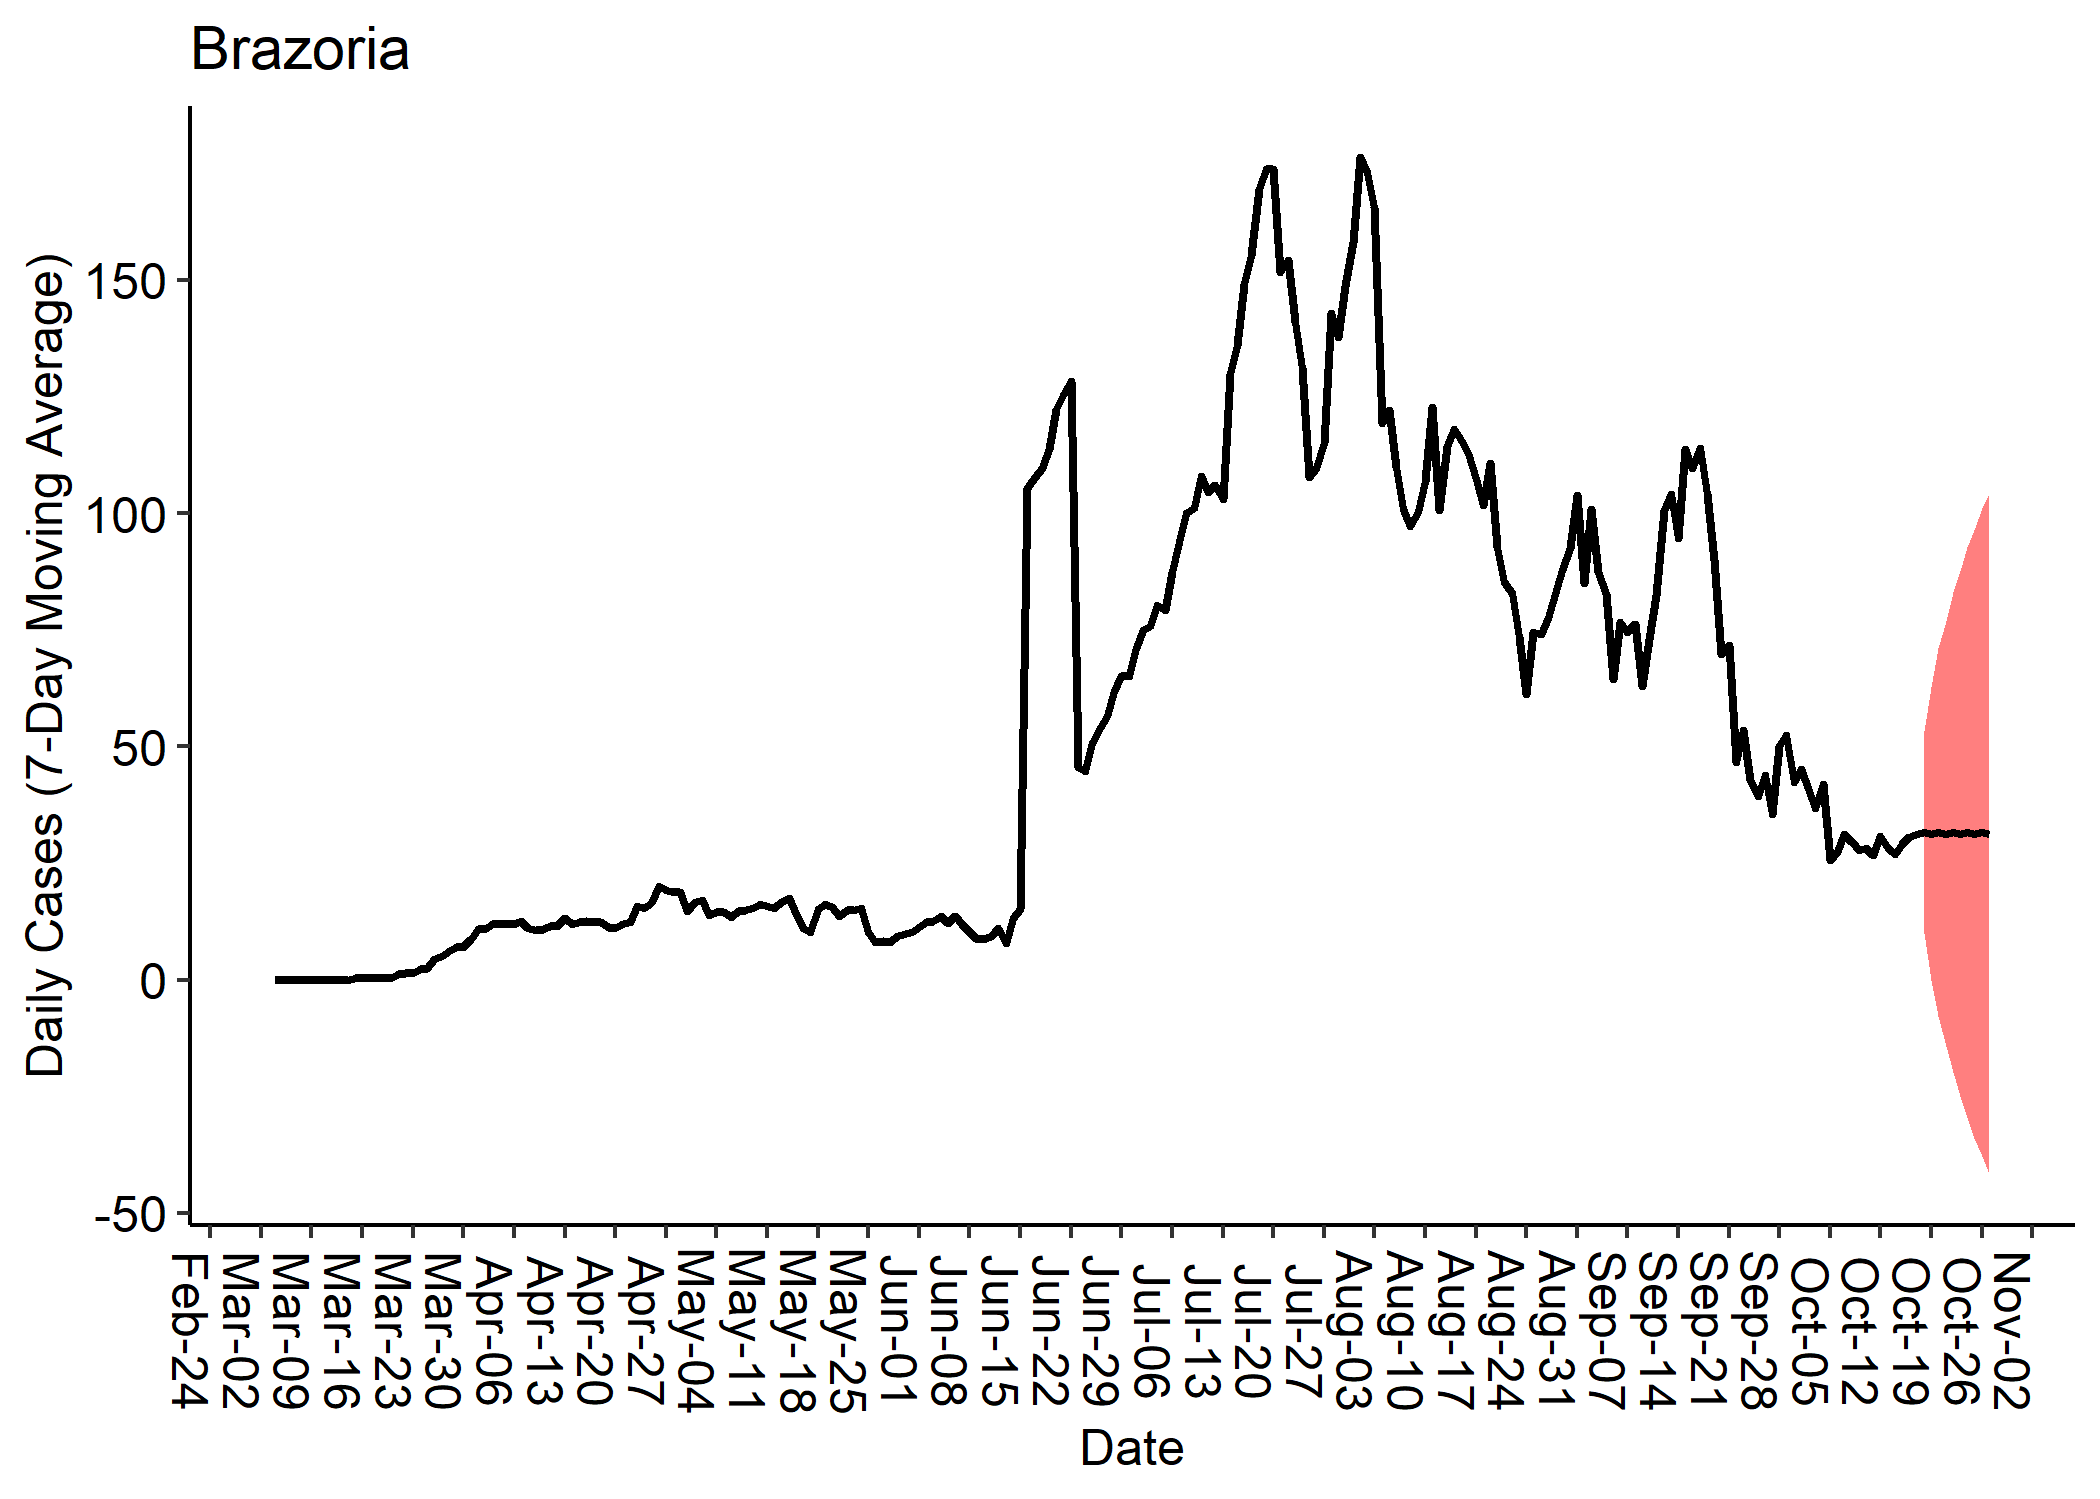 Brazoria
Daily Cases (7-Day Moving Average)
150
100
50
0
-50
Feb-24
Mar-02
Mar-09
Mar-16
Mar-23
Mar-30
Apr-06
Apr-13
Apr-20
Apr-27
May-04
May-11
May-18
May-25
Jun-01
Jun-08
Jun-15
Jun-22
Jun-29
Jul-06
Jul-13
Jul-20
Jul-27
Aug-03
Aug-10
Aug-17
Aug-24
Aug-31
Sep-07
Sep-14
Sep-21
Sep-28
Oct-05
Oct-12
Oct-19
Oct-26
Nov-02
Date